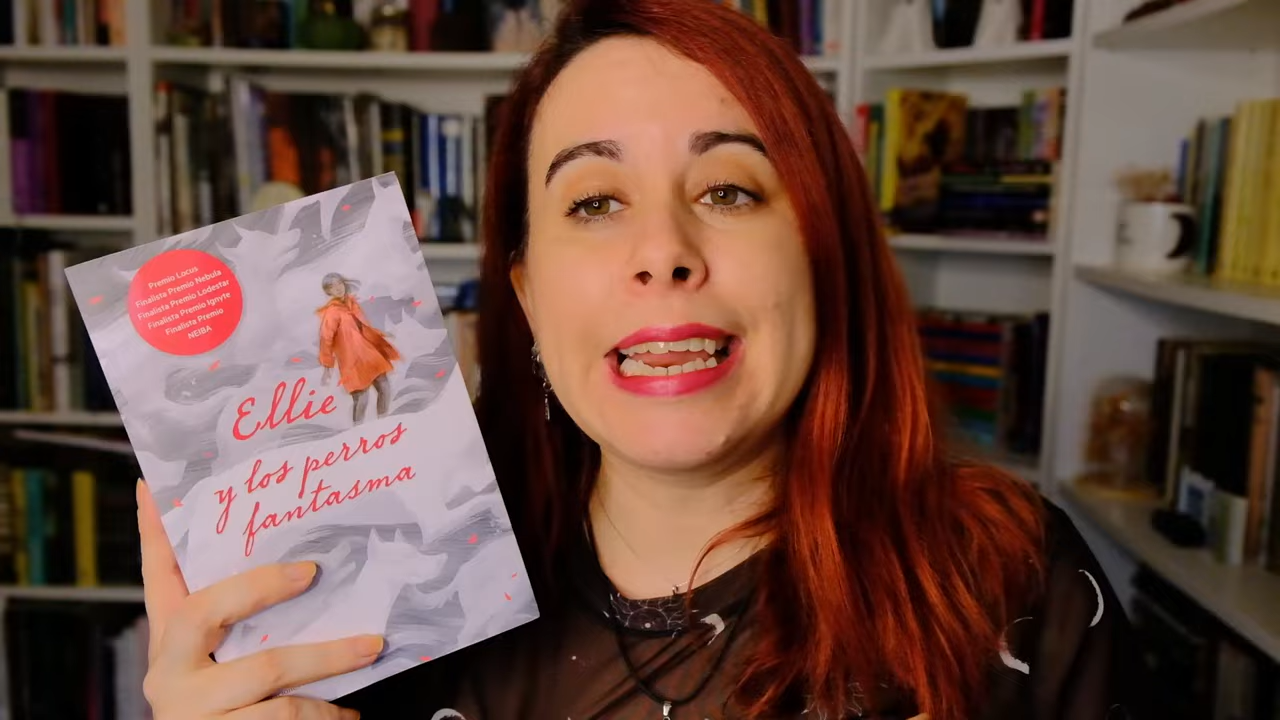 Premio Locus
Finalista Premio Nebula
Finalista Premio Lodestar
Finalista Premio Ignyte
Finalista Premio
NEIBA
Ellie
y los perros
fantasma